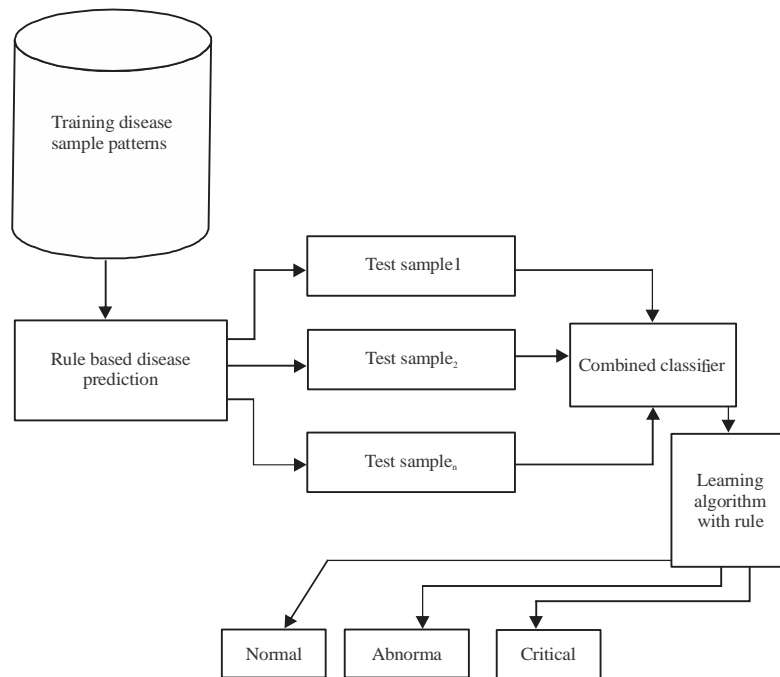 Training disease
sample patterns
Test sample1
Rule based disease
prediction
Test sample₂
Combined classifier
Test sampleₙ
Learning
algorithm
with rule
Normal
Abnorma
Critical